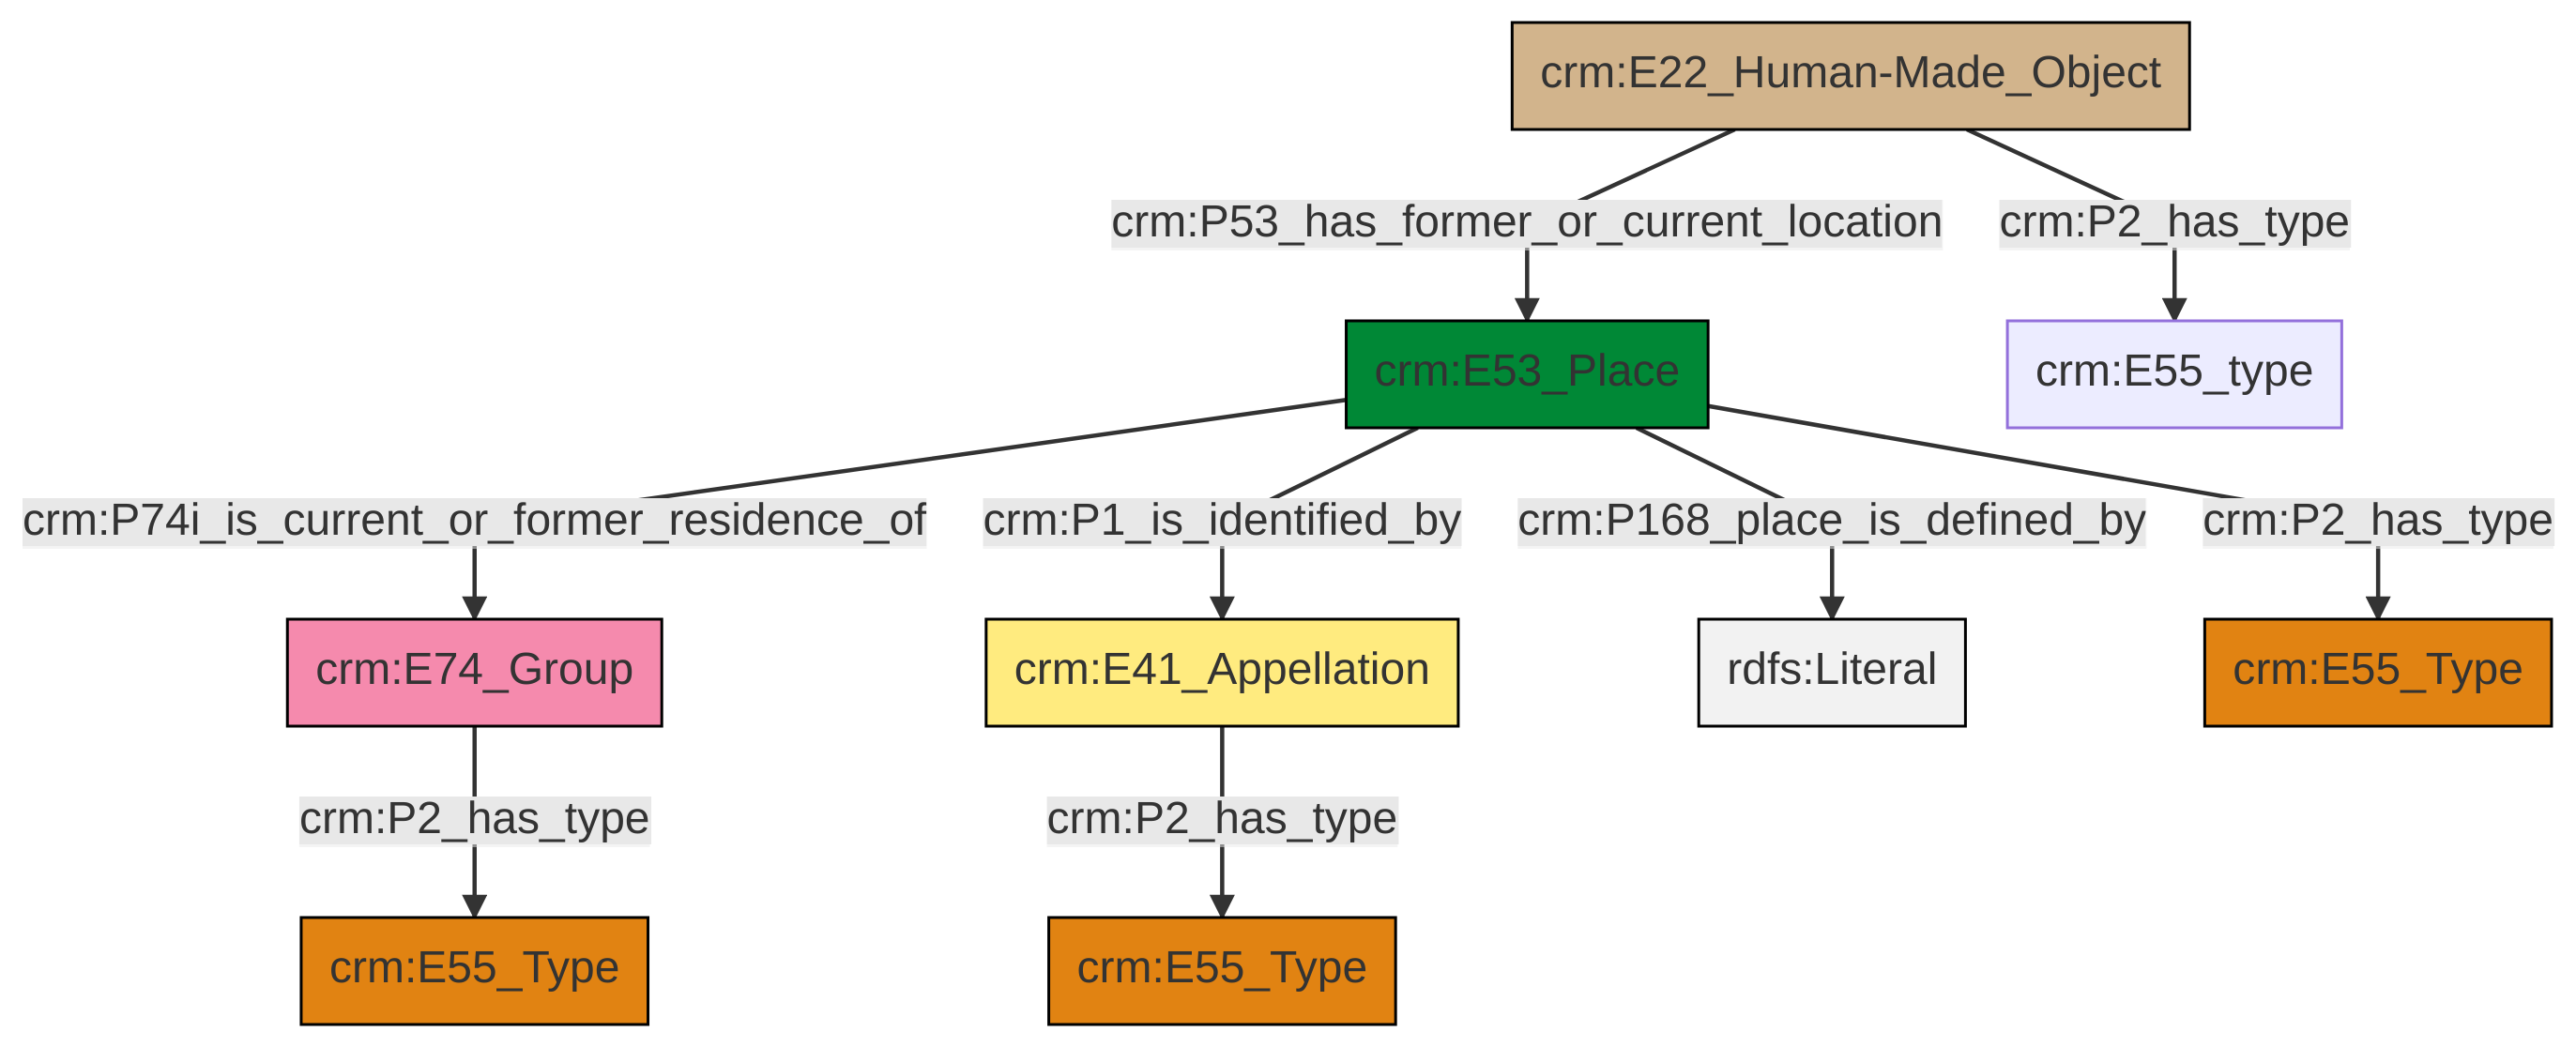 crm:E22_Human-Made_Object
crm:P53_has_former_or_current_location
crm:P2_has_type
crm:E53_Place
crm:E55_type
crm:P74i_is_current_or_former_residence_of
crm:P1_is_identified_by
crm:P168_place_is_defined_by
crm:P2_has_type
crm:E74_Group
crm:E41_Appellation
rdfs:Literal
crm:E55_Type
crm:P2_has_type
crm:P2_has_type
crm:E55_Type
crm:E55_Type